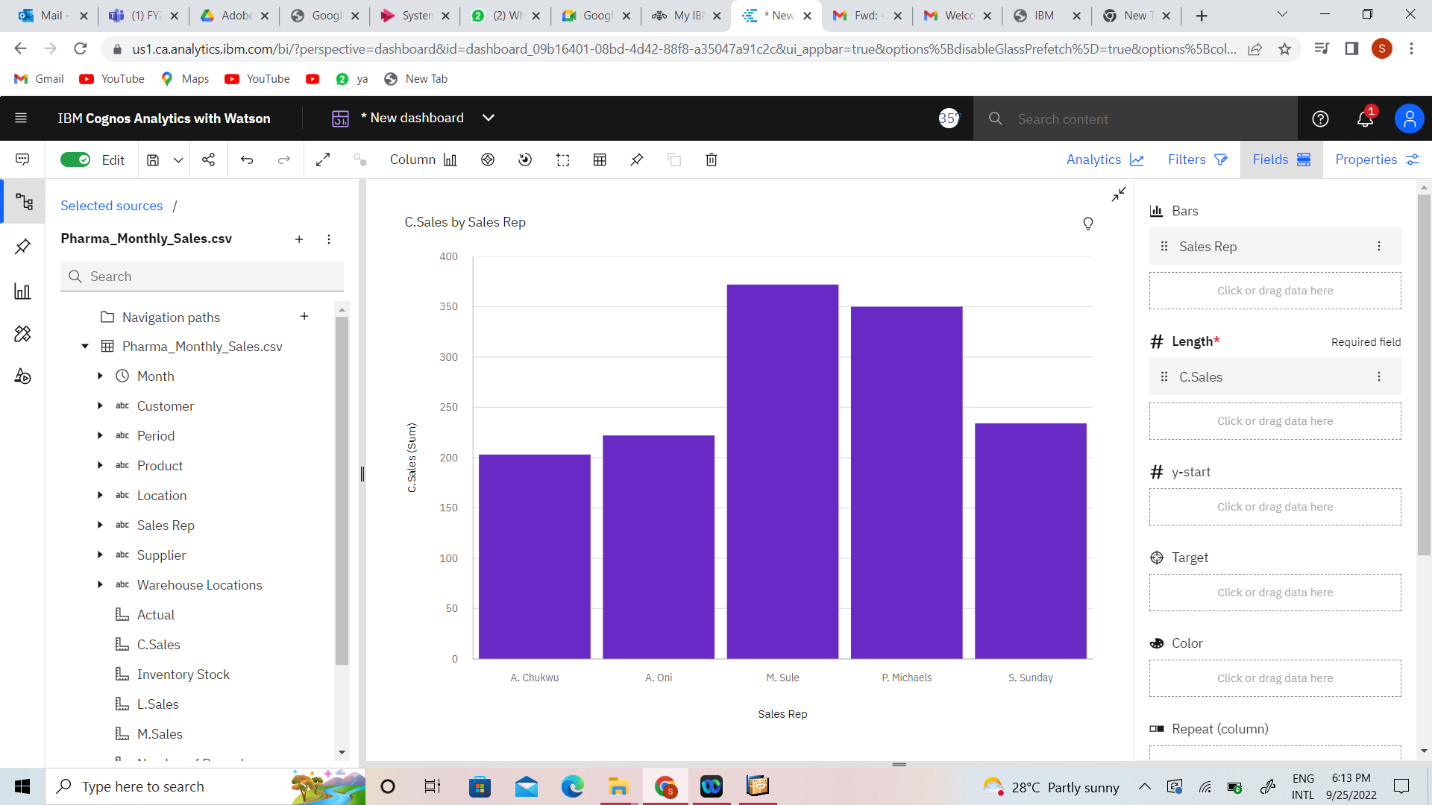 Mail -
(1) FYZ
Adobe
Googl
System
(2) Wh
Googl
My IB
* New
Fwd: -
Welco
IBM
New T
us1.ca.analytics.ibm.com/bi/?perspective=dashboard&id=dashboard_09b16401-08bd-4d42-88f8-a35047a91c2c&ui_appbar=true&options%5BdisableGlassPrefetch%5D=true&options%5Bcol...
S
Gmail
YouTube
Maps
YouTube
2
ya
New Tab
IBM Cognos Analytics with Watson
* New dashboard
Search content
1
Edit
Column
Analytics
Filters
Fields
Properties
Selected sources /
Pharma_Monthly_Sales.csv
Search
Navigation paths
Pharma_Monthly_Sales.csv
Month
abc Customer
abc Period
abc Product
abc Location
abc Sales Rep
abc Supplier
abc Warehouse Locations
Actual
C.Sales
Inventory Stock
L.Sales
M.Sales
C.Sales by Sales Rep
400
350
300
250
200
150
100
50
0
C.Sales (Sum)
A. Chukwu
A. Oni
M. Sule
P. Michaels
S. Sunday
Sales Rep
Bars
Sales Rep
Click or drag data here
# Length*
Required field
C.Sales
Click or drag data here
# y-start
Click or drag data here
Target
Click or drag data here
Color
Click or drag data here
Repeat (column)
Type here to search
28°C Partly sunny
ENG
INTL
6:13 PM
9/25/2022